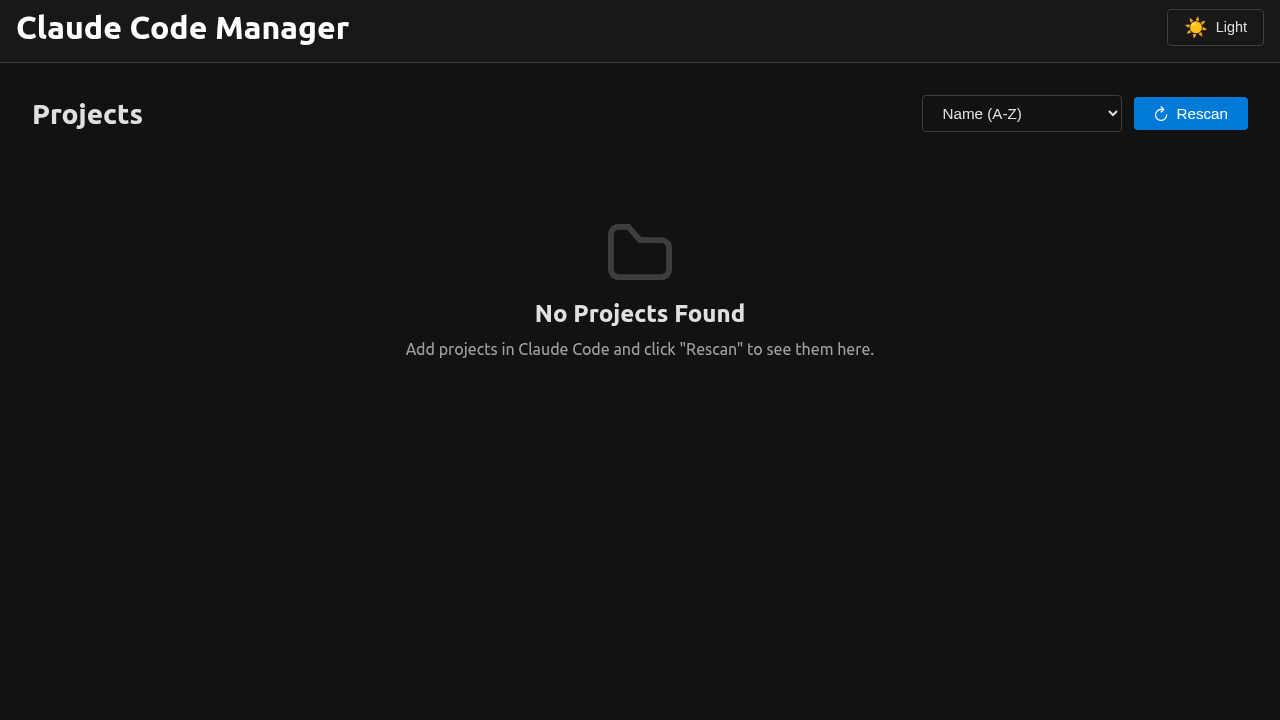 Claude Code Manager
Light
Projects
Name (A-Z)
Rescan
No Projects Found
Add projects in Claude Code and click "Rescan" to see them here.